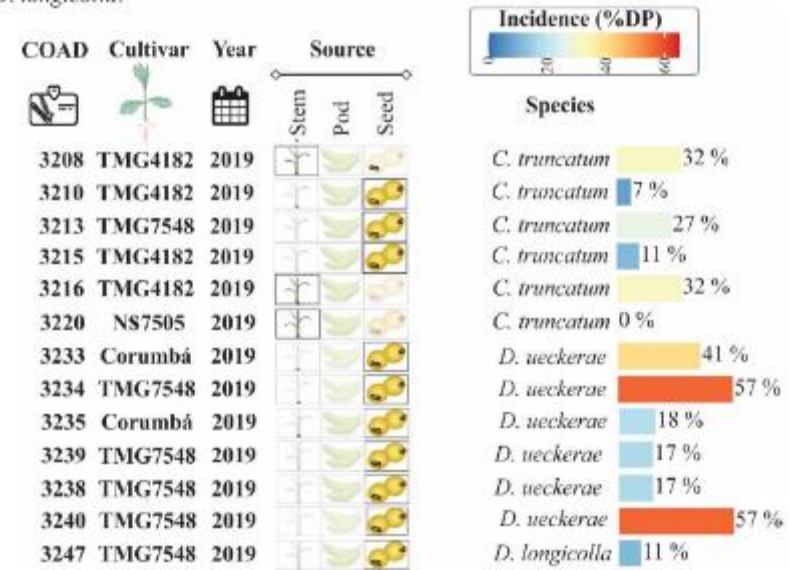 D. longicolla.
Incidence (%DP)
0 20 40 60
COAD Cultivar Year Source
Stem Pod Seed Species
3208 TMG4182 2019 C. truncatum 32 %
3210 TMG4182 2019 C. truncatum 7 %
3213 TMG7548 2019 C. truncatum 27 %
3215 TMG4182 2019 C. truncatum 11 %
3216 TMG4182 2019 C. truncatum 32 %
3220 NS7505 2019 C. truncatum 0 %
3233 Corumbá 2019 D. ueckerae 41 %
3234 TMG7548 2019 D. ueckerae 57 %
3235 Corumbá 2019 D. ueckerae 18 %
3239 TMG7548 2019 D. ueckerae 17 %
3238 TMG7548 2019 D. ueckerae 17 %
3240 TMG7548 2019 D. ueckerae 57 %
3247 TMG7548 2019 D. longicolla 11 %